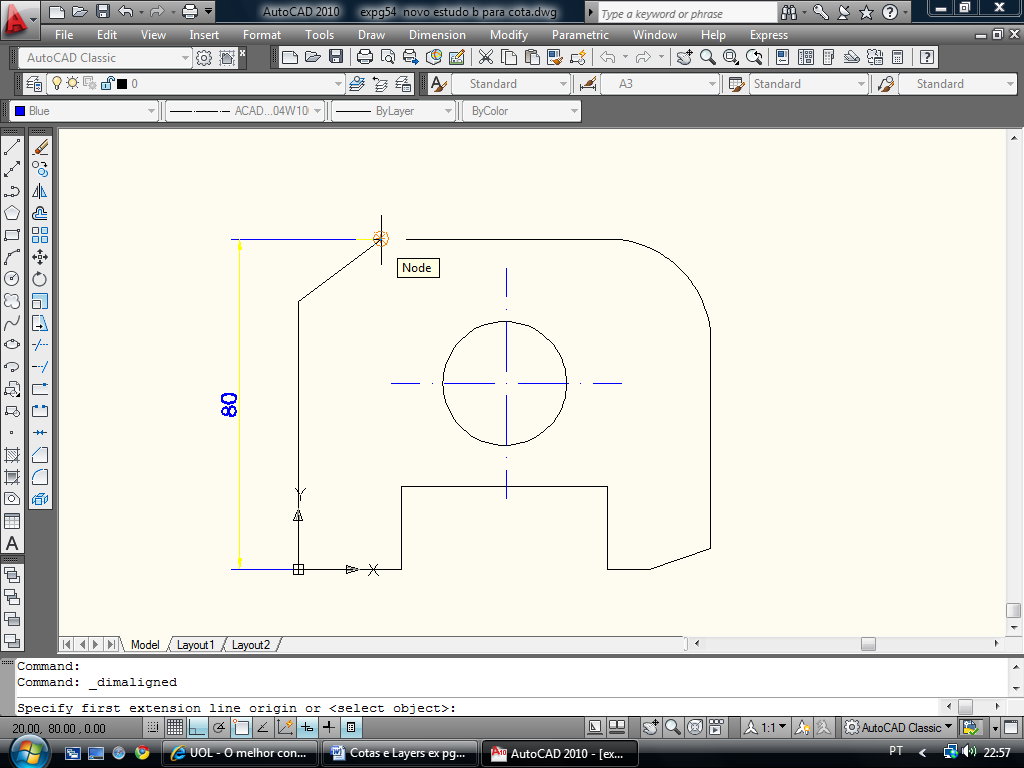 AutoCAD 2010 expg54 novo estudo b para cota.dwg Type a keyword or phrase
File Edit View Insert Format Tools Draw Dimension Modify Parametric Window Help Express
AutoCAD Classic
0 Standard A3 Standard Standard
Blue ACAD...04W10 ByLayer ByColor
Node
80
Y
X
A
Model Layout1 Layout2
Command:
Command: _dimaligned
Specify first extension line origin or <select object>:
20.00, 80.00 , 0.00 1:1 AutoCAD Classic
UOL - O melhor con... Cotas e Layers ex pg... AutoCAD 2010 - [ex... PT 22:57